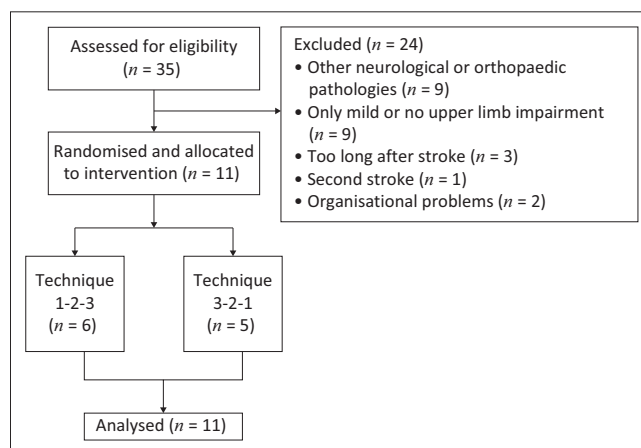 Assessed for eligibility
(n = 35)
Excluded (n = 24)
• Other neurological or orthopaedic
pathologies (n = 9)
• Only mild or no upper limb impairment
(n = 9)
• Too long after stroke (n = 3)
• Second stroke (n = 1)
• Organisational problems (n = 2)
Randomised and allocated
to intervention (n = 11)
Technique
1-2-3
(n = 6)
Technique
3-2-1
(n = 5)
Analysed (n = 11)